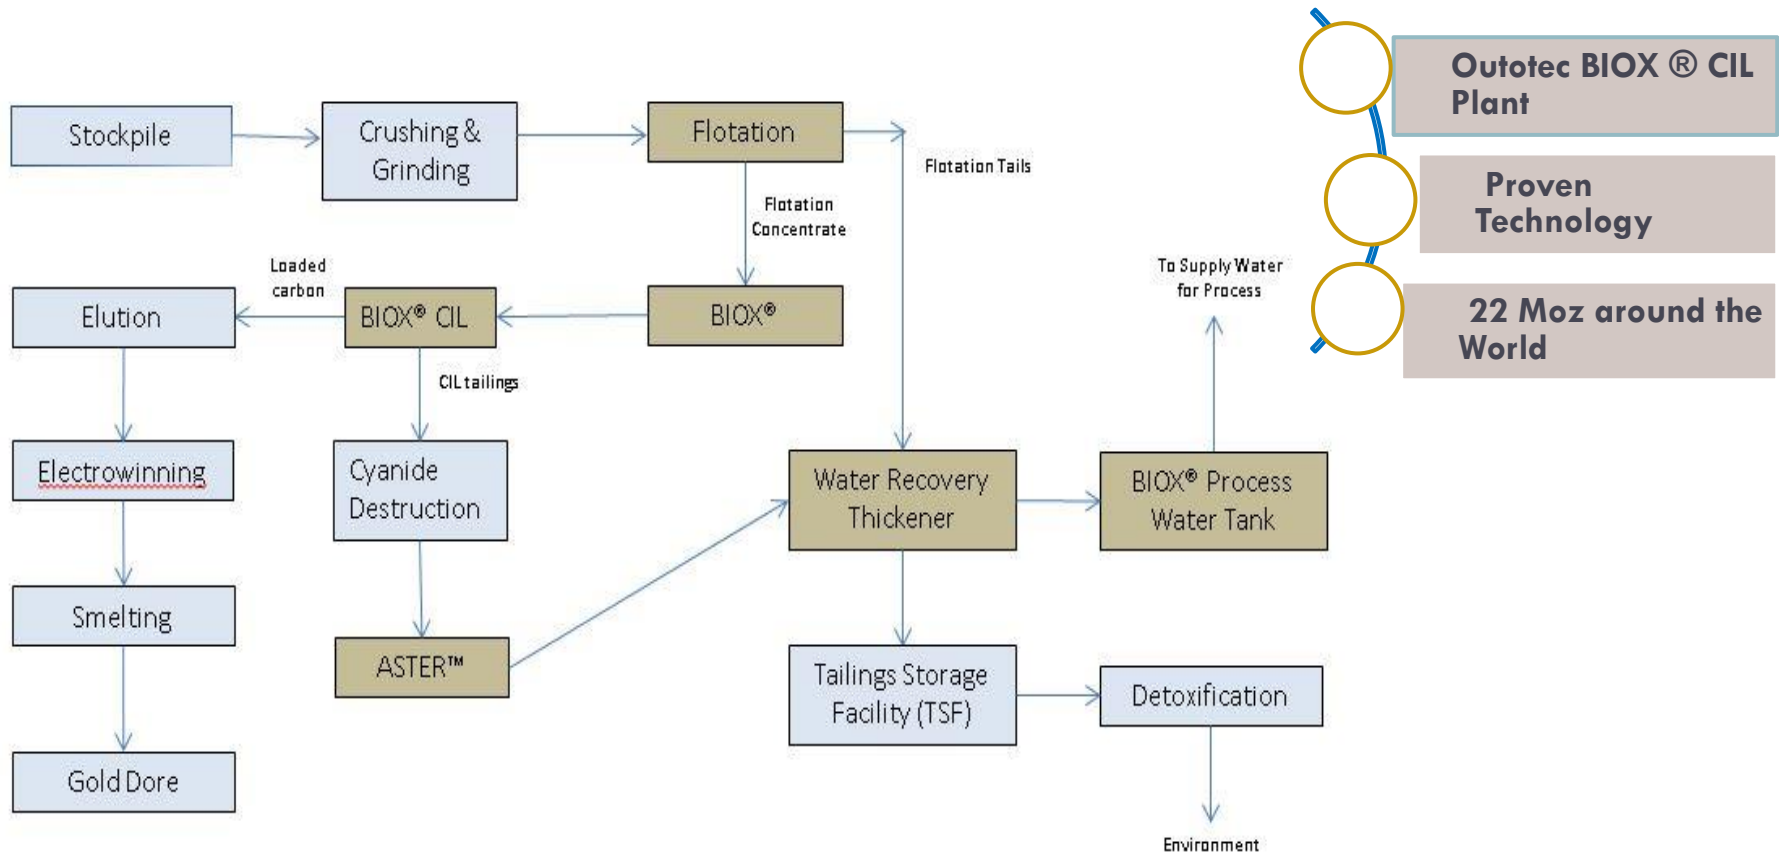 Outotec BIOX ® CIL
Plant
Proven
Technology
22 Moz around the
World
Stockpile
Crushing &
Grinding
Flotation
Flotation Tails
Flotation
Concentrate
Loaded
carbon
To Supply Water
for Process
Elution
BIOX® CIL
BIOX®
CIL tailings
Electrowinning
Cyanide
Destruction
Water Recovery
Thickener
BIOX® Process
Water Tank
Smelting
ASTER™
Tailings Storage
Facility (TSF)
Detoxification
Gold Dore
Environment